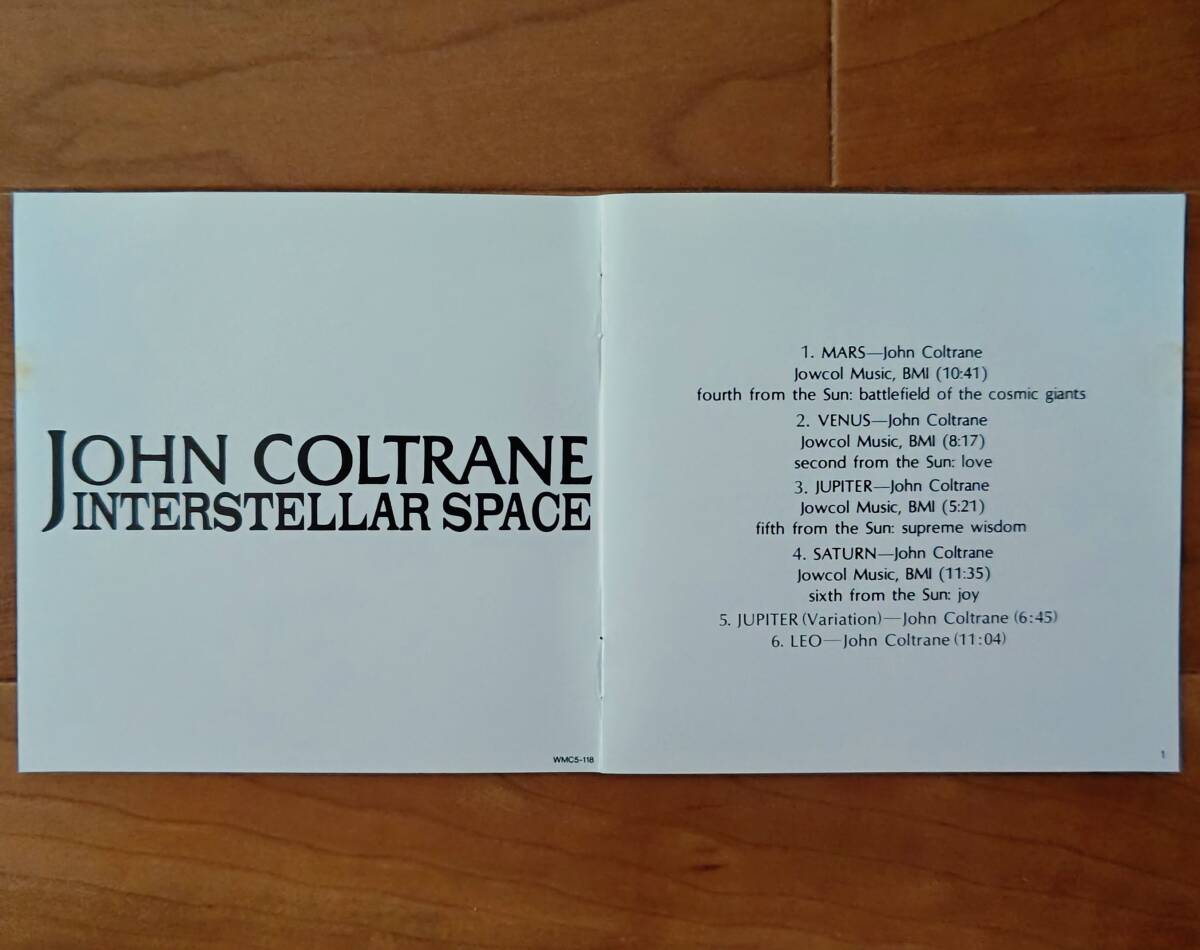 JOHN COLTRANE
INTERSTELLAR SPACE
WMC5-118
1. MARS—John Coltrane
Jowcol Music, BMI (10:41)
fourth from the Sun: battlefield of the cosmic giants
2. VENUS—John Coltrane
Jowcol Music, BMI (8:17)
second from the Sun: love
3. JUPITER—John Coltrane
Jowcol Music, BMI (5:21)
fifth from the Sun: supreme wisdom
4. SATURN—John Coltrane
Jowcol Music, BMI (11:35)
sixth from the Sun: joy
5. JUPITER (Variation)—John Coltrane (6:45)
6. LEO—John Coltrane (11:04)
1